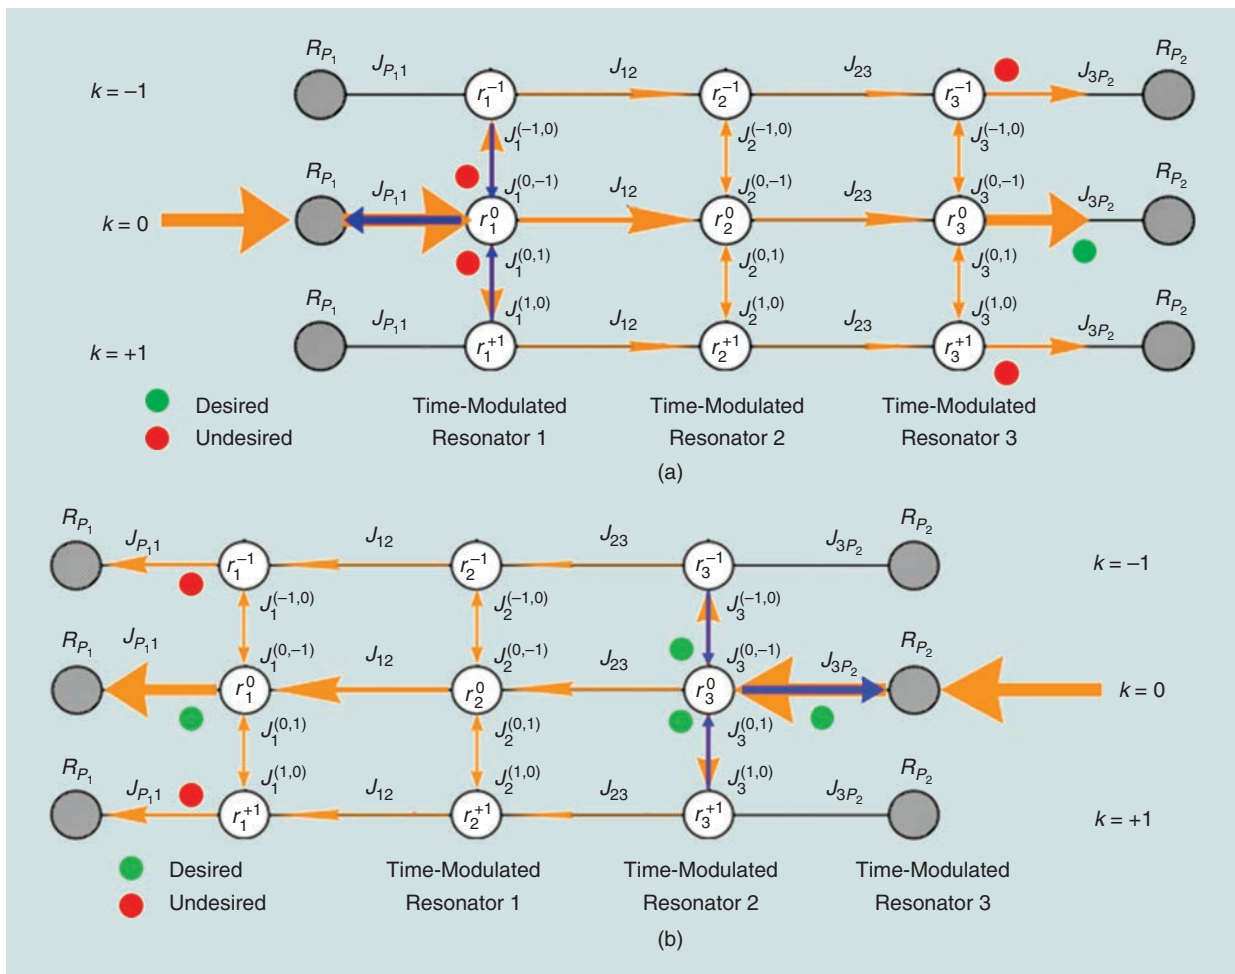 R_{P_1} J_{P_1 1} J_{12} J_{23} J_{3P_2} R_{P_2}
k = –1 r_1^{-1} r_2^{-1} r_3^{-1}
J_1^{(-1,0)} J_2^{(-1,0)} J_3^{(-1,0)}
R_{P_1} J_{P_1 1} J_1^{(0,-1)} J_{12} J_2^{(0,-1)} J_{23} J_3^{(0,-1)} J_{3P_2} R_{P_2}
k = 0 r_1^0 r_2^0 r_3^0
J_1^{(0,1)} J_2^{(0,1)} J_3^{(0,1)}
R_{P_1} J_{P_1 1} J_1^{(1,0)} J_{12} J_2^{(1,0)} J_{23} J_3^{(1,0)} J_{3P_2} R_{P_2}
k = +1 r_1^{+1} r_2^{+1} r_3^{+1}
Desired Time-Modulated Time-Modulated Time-Modulated
Undesired Resonator 1 Resonator 2 Resonator 3
(a)
R_{P_1} J_{P_1 1} J_{12} J_{23} J_{3P_2} R_{P_2}
r_1^{-1} r_2^{-1} r_3^{-1} k = –1
J_1^{(-1,0)} J_2^{(-1,0)} J_3^{(-1,0)}
R_{P_1} J_{P_1 1} J_1^{(0,-1)} J_{12} J_2^{(0,-1)} J_{23} J_3^{(0,-1)} J_{3P_2} R_{P_2}
r_1^0 r_2^0 r_3^0 k = 0
J_1^{(0,1)} J_2^{(0,1)} J_3^{(0,1)}
R_{P_1} J_{P_1 1} J_1^{(1,0)} J_{12} J_2^{(1,0)} J_{23} J_3^{(1,0)} J_{3P_2} R_{P_2}
r_1^{+1} r_2^{+1} r_3^{+1} k = +1
Desired Time-Modulated Time-Modulated Time-Modulated
Undesired Resonator 1 Resonator 2 Resonator 3
(b)